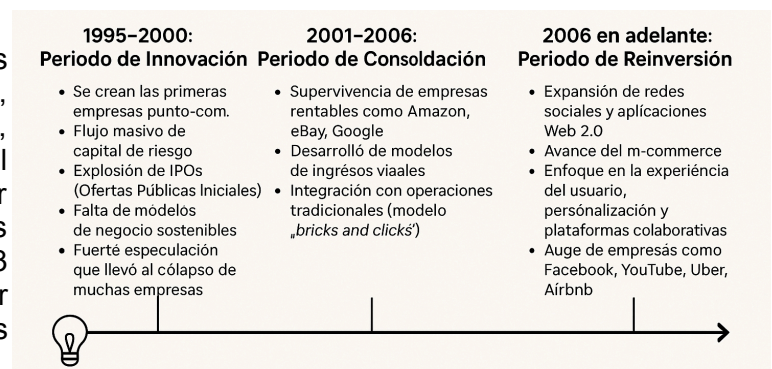 1995–2000:
Periodo de Innovación
• Se crean las primeras
empresas punto-com.
• Flujo masivo de
capital de riesgo
• Explosión de IPOs
(Ofertas Públicas Iniciales)
• Falta de módelos
de negocio sostenibles
• Fuerté especulación
que llevó al cólapso de
muchas empresas
2001–2006:
Periodo de Consoldación
• Supervivencia de empresas
rentables como Amazon,
eBay, Google
• Desarrolló de modelos
de ingrésos viaales
• Integración con operaciones
tradicionales (modelo
„bricks and clickś‘)
2006 en adelante:
Periodo de Reinversión
• Expansión de redes
sociales y aplícaciones
Web 2.0
• Avance del m-commerce
• Enfoque en la experiéncia
del usuario,
persónalización y
plataformas colaborativas
• Auge de empresás como
Facebook, YouTube, Uber,
Aírbnb